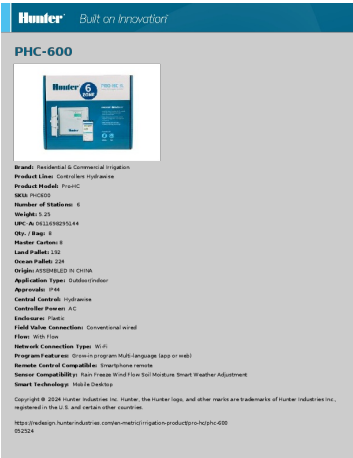 Hunter® Built on Innovation®
PHC-600
Hunter 6
ZONE
Brand: Residential & Commercial Irrigation
Product Line: Controllers Hydrawise
Product Model: Pro-HC
SKU: PHC600
Number of Stations: 6
Weight: 5.25
UPC-A: 0611698295144
Qty. / Bag: 8
Master Carton: 8
Land Pallet: 192
Ocean Pallet: 224
Origin: ASSEMBLED IN CHINA
Application Type: Outdoor/indoor
Approvals: IP44
Central Control: Hydrawise
Controller Power: AC
Enclosure: Plastic
Field Valve Connection: Conventional wired
Flow: With Flow
Network Connection Type: Wi-Fi
Program Features: Grow-in program Multi-language (app or web)
Remote Control Compatible: Smartphone remote
Sensor Compatibility: Rain Freeze Wind Flow Soil Moisture Smart Weather Adjustment
Smart Technology: Mobile Desktop
Copyright © 2024 Hunter Industries Inc. Hunter, the Hunter logo, and other marks are trademarks of Hunter Industries Inc.,
registered in the U.S. and certain other countries.
https://redesign.hunterindustries.com/en-metric/irrigation-product/pro-hc/phc-600
052524